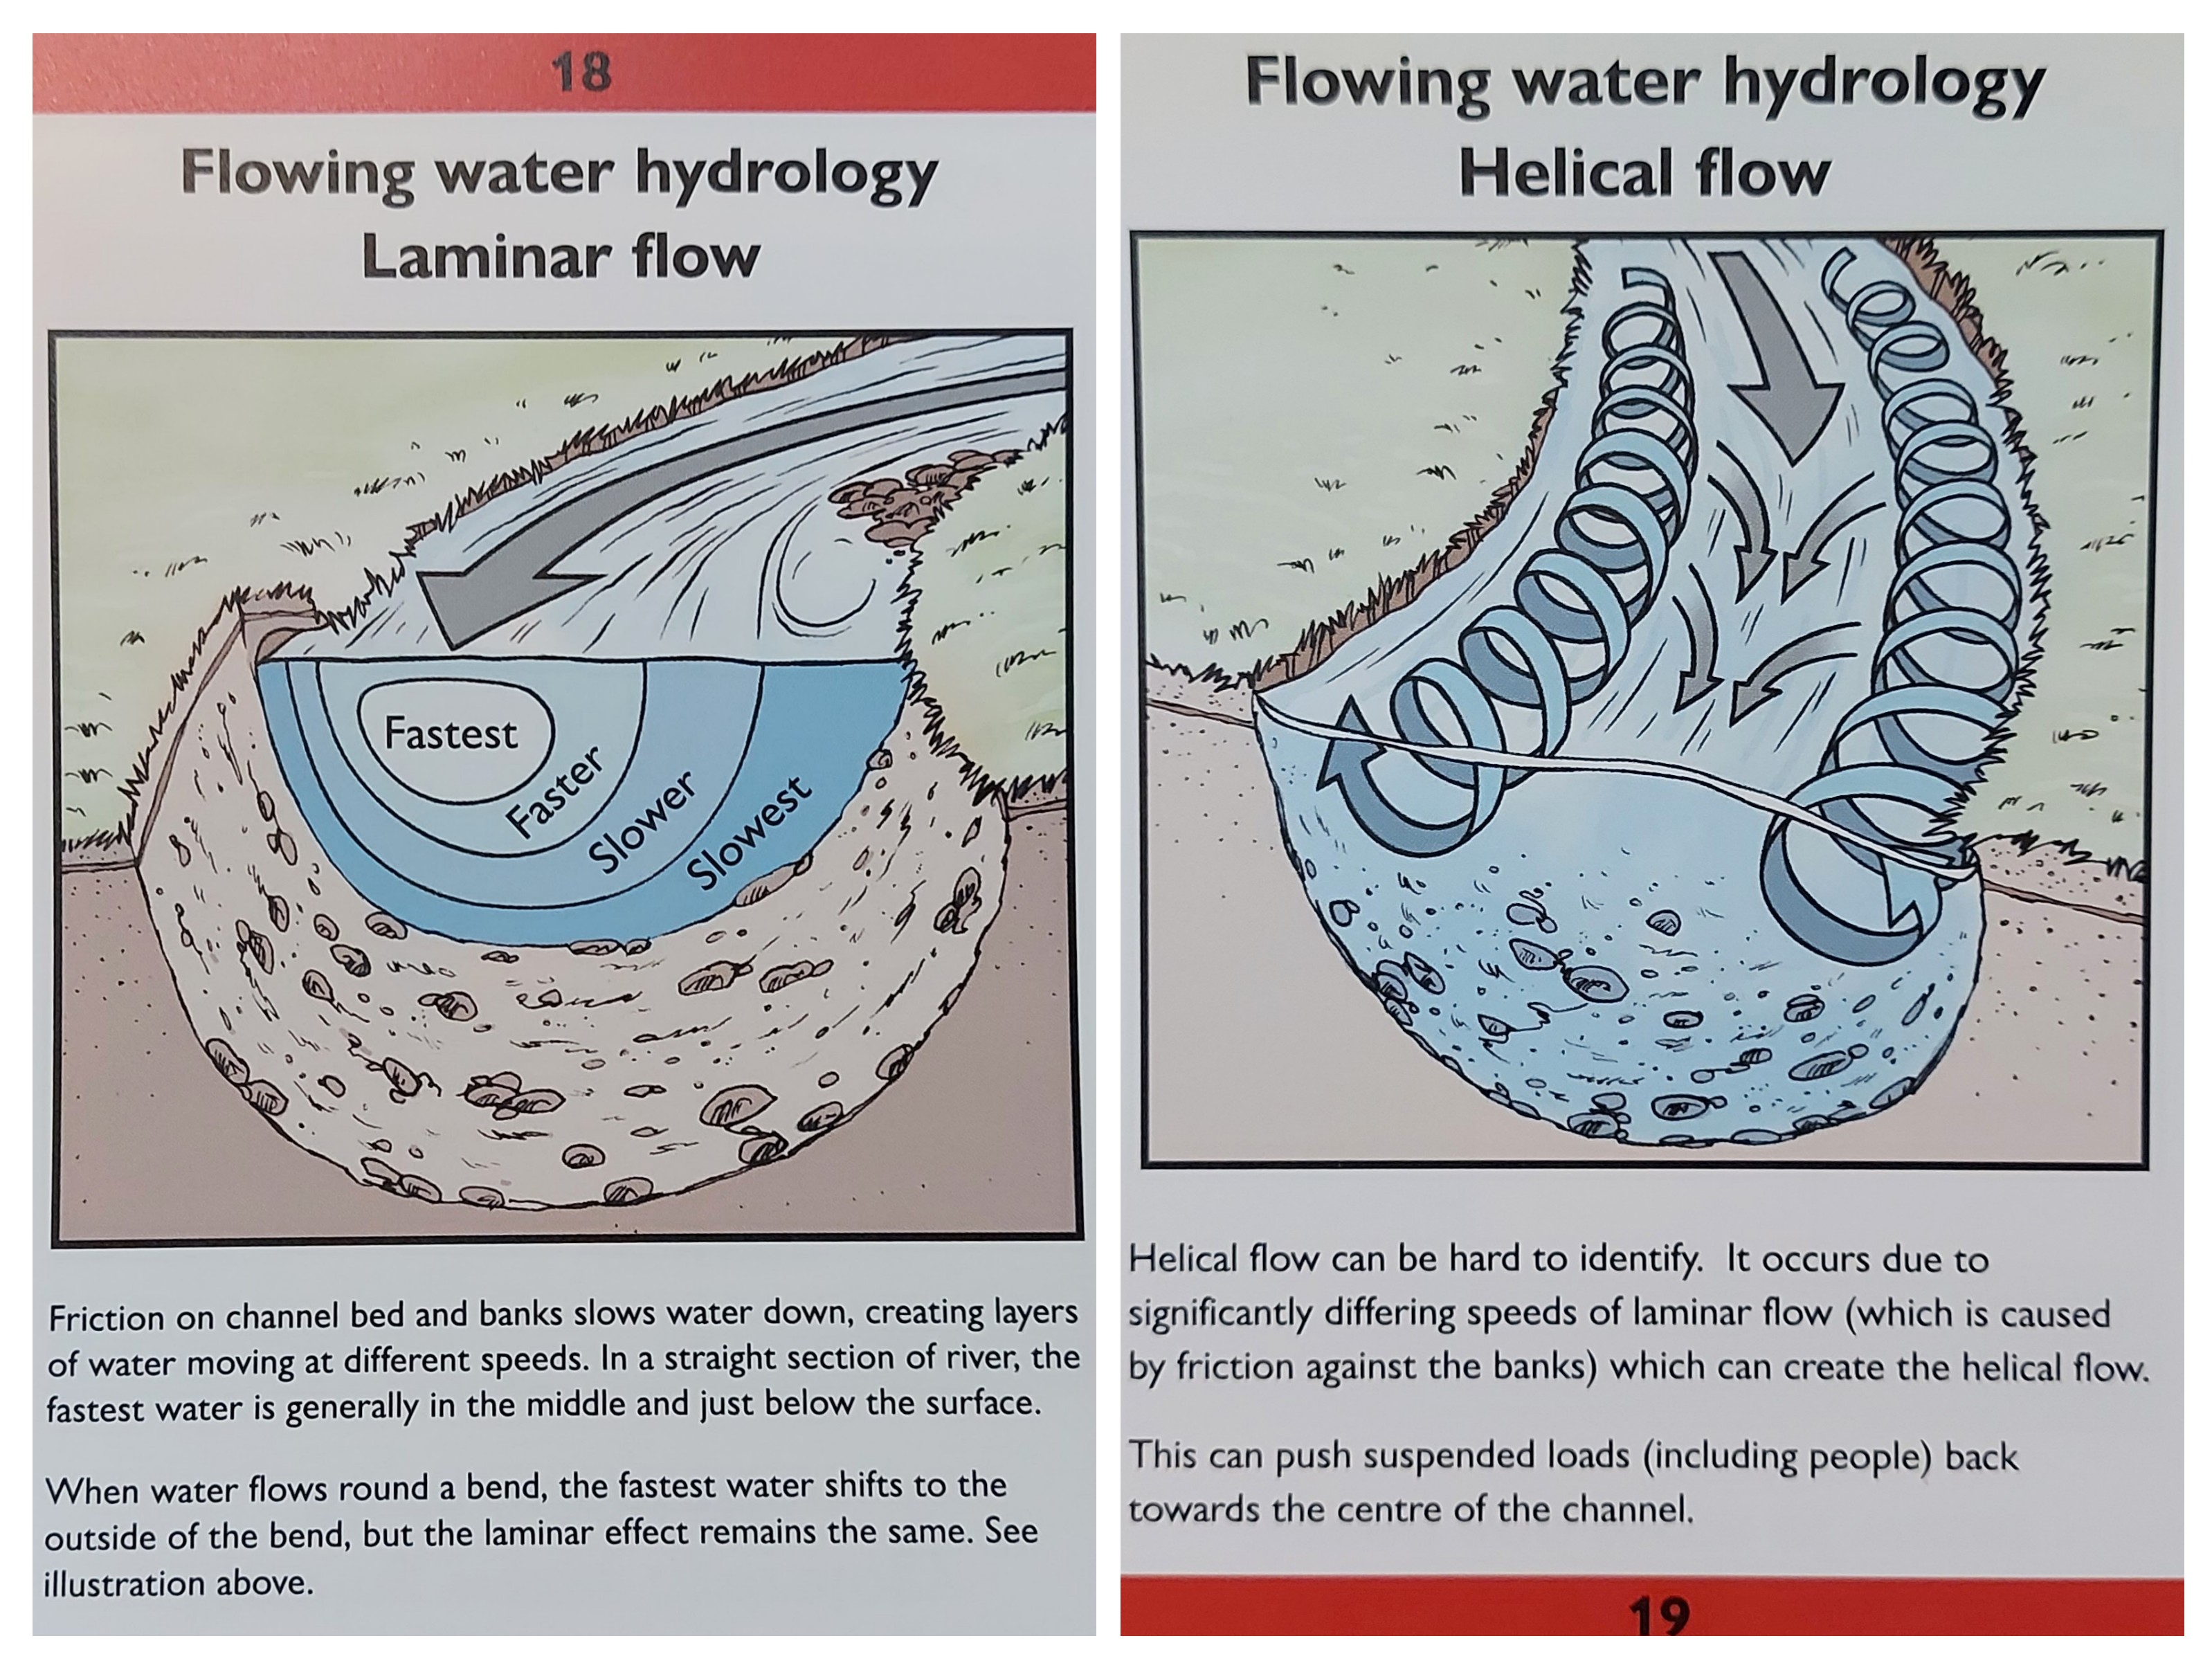 18
Flowing water hydrology
Laminar flow
Fastest
Faster
Slower
Slowest
Friction on channel bed and banks slows water down, creating layers
of water moving at different speeds. In a straight section of river, the
fastest water is generally in the middle and just below the surface.
When water flows round a bend, the fastest water shifts to the
outside of the bend, but the laminar effect remains the same. See
illustration above.
Flowing water hydrology
Helical flow
Helical flow can be hard to identify. It occurs due to
significantly differing speeds of laminar flow (which is caused
by friction against the banks) which can create the helical flow.
This can push suspended loads (including people) back
towards the centre of the channel.
19